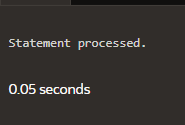 Statement processed.
0.05 seconds